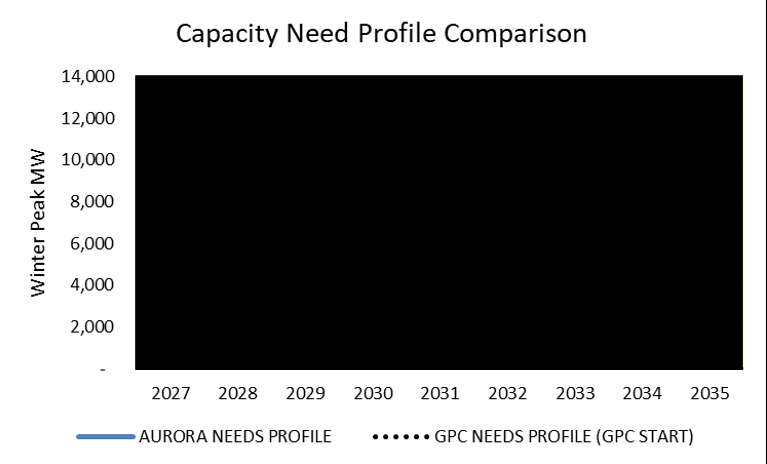 Capacity Need Profile Comparison
Winter Peak MW
14,000
12,000
10,000
8,000
6,000
4,000
2,000
-
2027 2028 2029 2030 2031 2032 2033 2034 2035
AURORA NEEDS PROFILE GPC NEEDS PROFILE (GPC START)